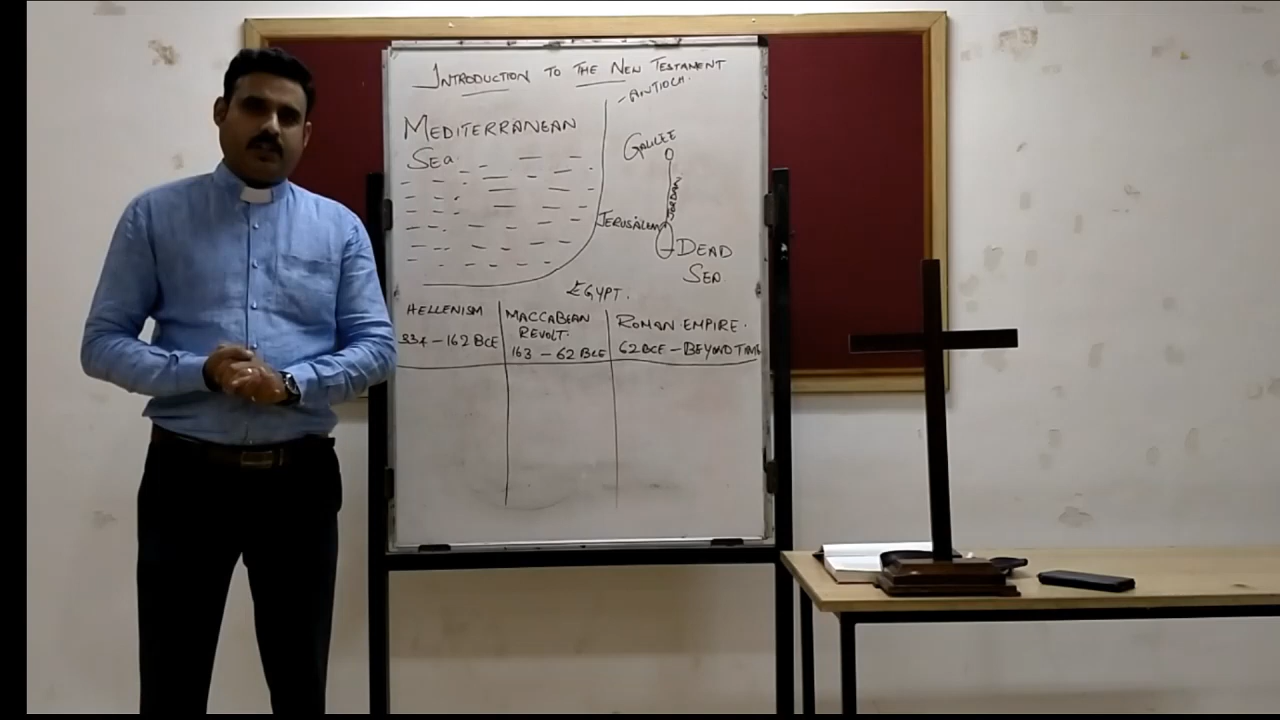 INTRODUCTION TO THE NEW TESTAMENT
- ANTIOCH.
MEDITERRANEAN
SEa
GALILEE
JORDAN
JERUSALEM
DEAD
SEA
EGYPT.
HELLENISM
334 - 162 BCE
MACCABEAN
REVOLT.
163 - 62 BCE
ROMAN EMPIRE.
62 BCE - BEYOND TIME